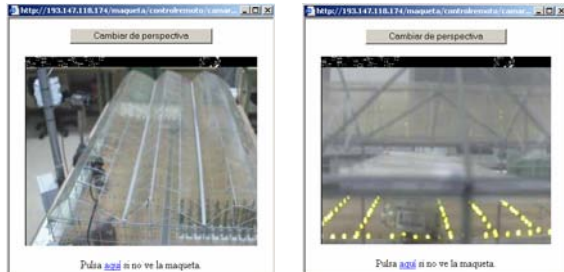 http://193.147.118.174/maqueta/controlremoto/camar...
Cambiar de perspectiva
Pulsa aquí si no ve la maqueta.
http://193.147.118.174/maqueta/controlremoto/camar...
Cambiar de perspectiva
Pulsa aquí si no ve la maqueta.